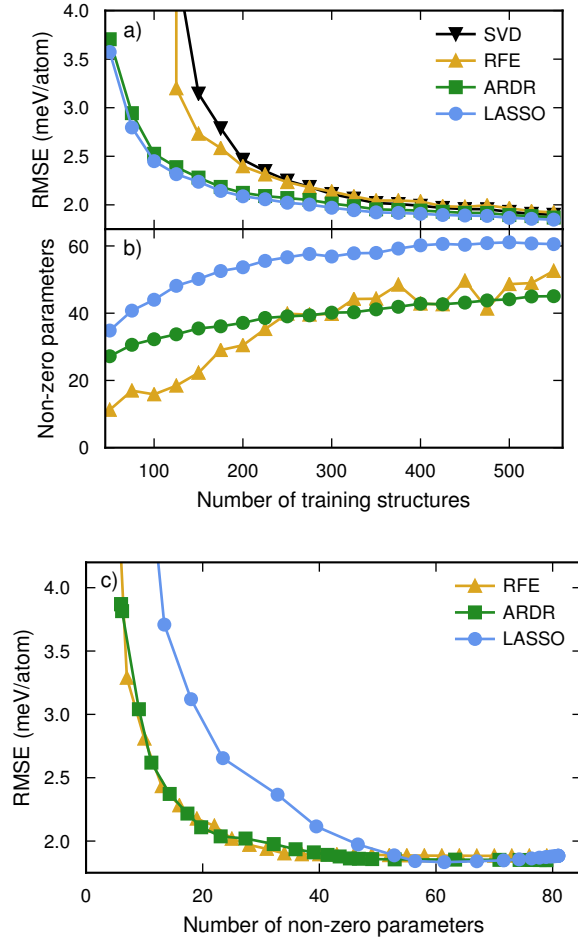 a)
SVD
RFE
ARDR
LASSO
RMSE (meV/atom)
4.0
3.5
3.0
2.5
2.0
b)
Non-zero parameters
60
40
20
0
100
200
300
400
500
Number of training structures
c)
RFE
ARDR
LASSO
RMSE (meV/atom)
4.0
3.5
3.0
2.5
2.0
0
20
40
60
80
Number of non-zero parameters